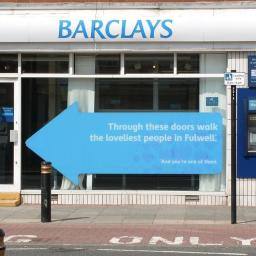 BARCLAYS
Through these doors walk
the loveliest people in Fulwell.
And you're one of them.
ONLY